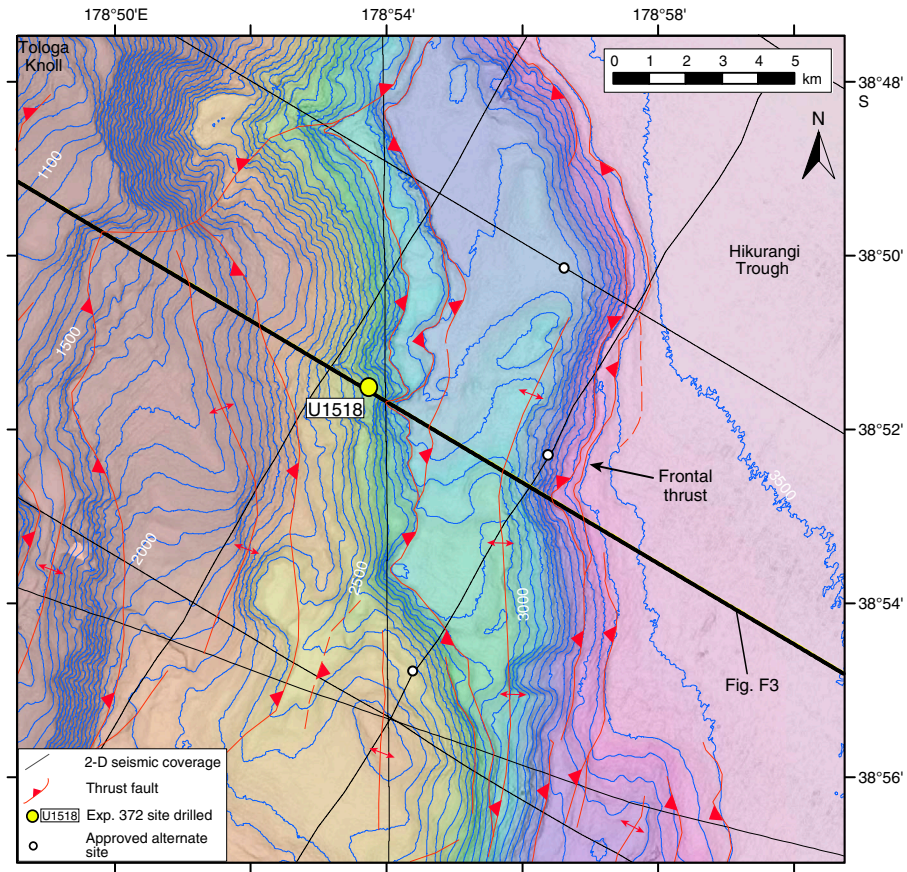 178°50'E
178°54'
178°58'
Tologa
Knoll
0 1 2 3 4 5
km
38°48'
S
N
1100
38°50'
Hikurangi
Trough
1500
U1518
38°52'
Frontal
thrust
3500
2000
2500
3000
38°54'
Fig. F3
38°56'
2-D seismic coverage
Thrust fault
U1518 Exp. 372 site drilled
Approved alternate
site